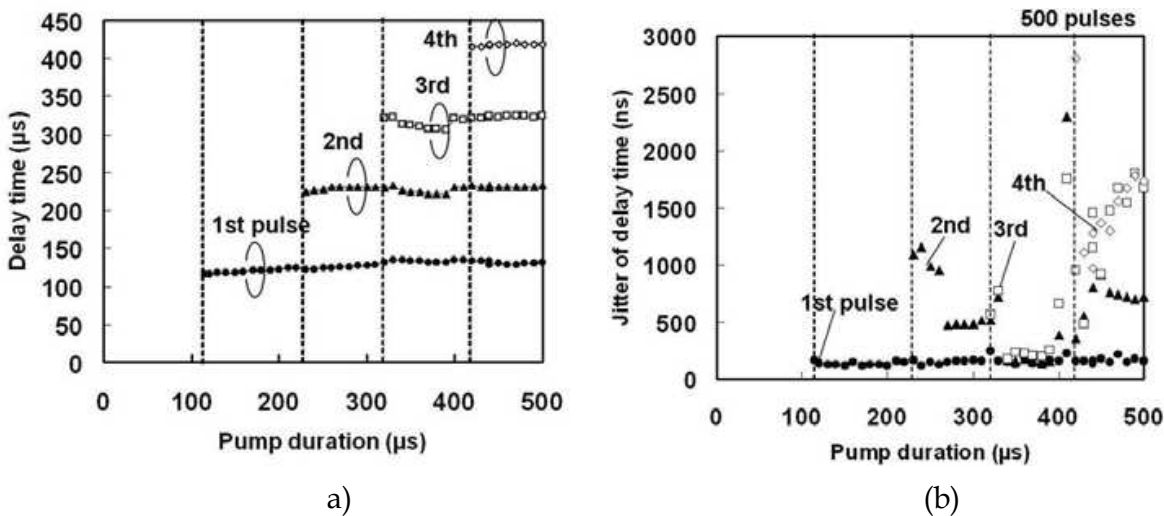 450
400
350
300
250
200
150
100
50
0
Delay time (µs)
4th
3rd
2nd
1st pulse
0 100 200 300 400 500
Pump duration (µs)
a)
500 pulses
3000
2500
2000
1500
1000
500
0
Jitter of delay time (ns)
4th
2nd
3rd
1st pulse
0 100 200 300 400 500
Pump duration (µs)
(b)